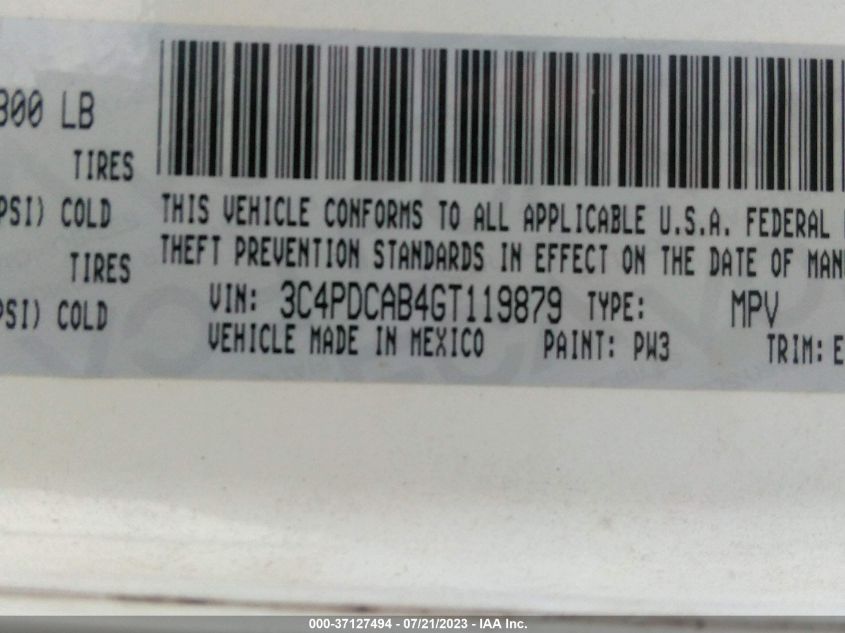 300 LB
TIRES
PSI) COLD
TIRES
PSI) COLD
THIS VEHICLE CONFORMS TO ALL APPLICABLE U.S.A. FEDERAL
THEFT PREVENTION STANDARDS IN EFFECT ON THE DATE OF MAN
VIN: 3C4PDCAB4GT119879 TYPE: MPV
VEHICLE MADE IN MEXICO PAINT: PW3 TRIM: E
000-37127494 - 07/21/2023 - IAA Inc.